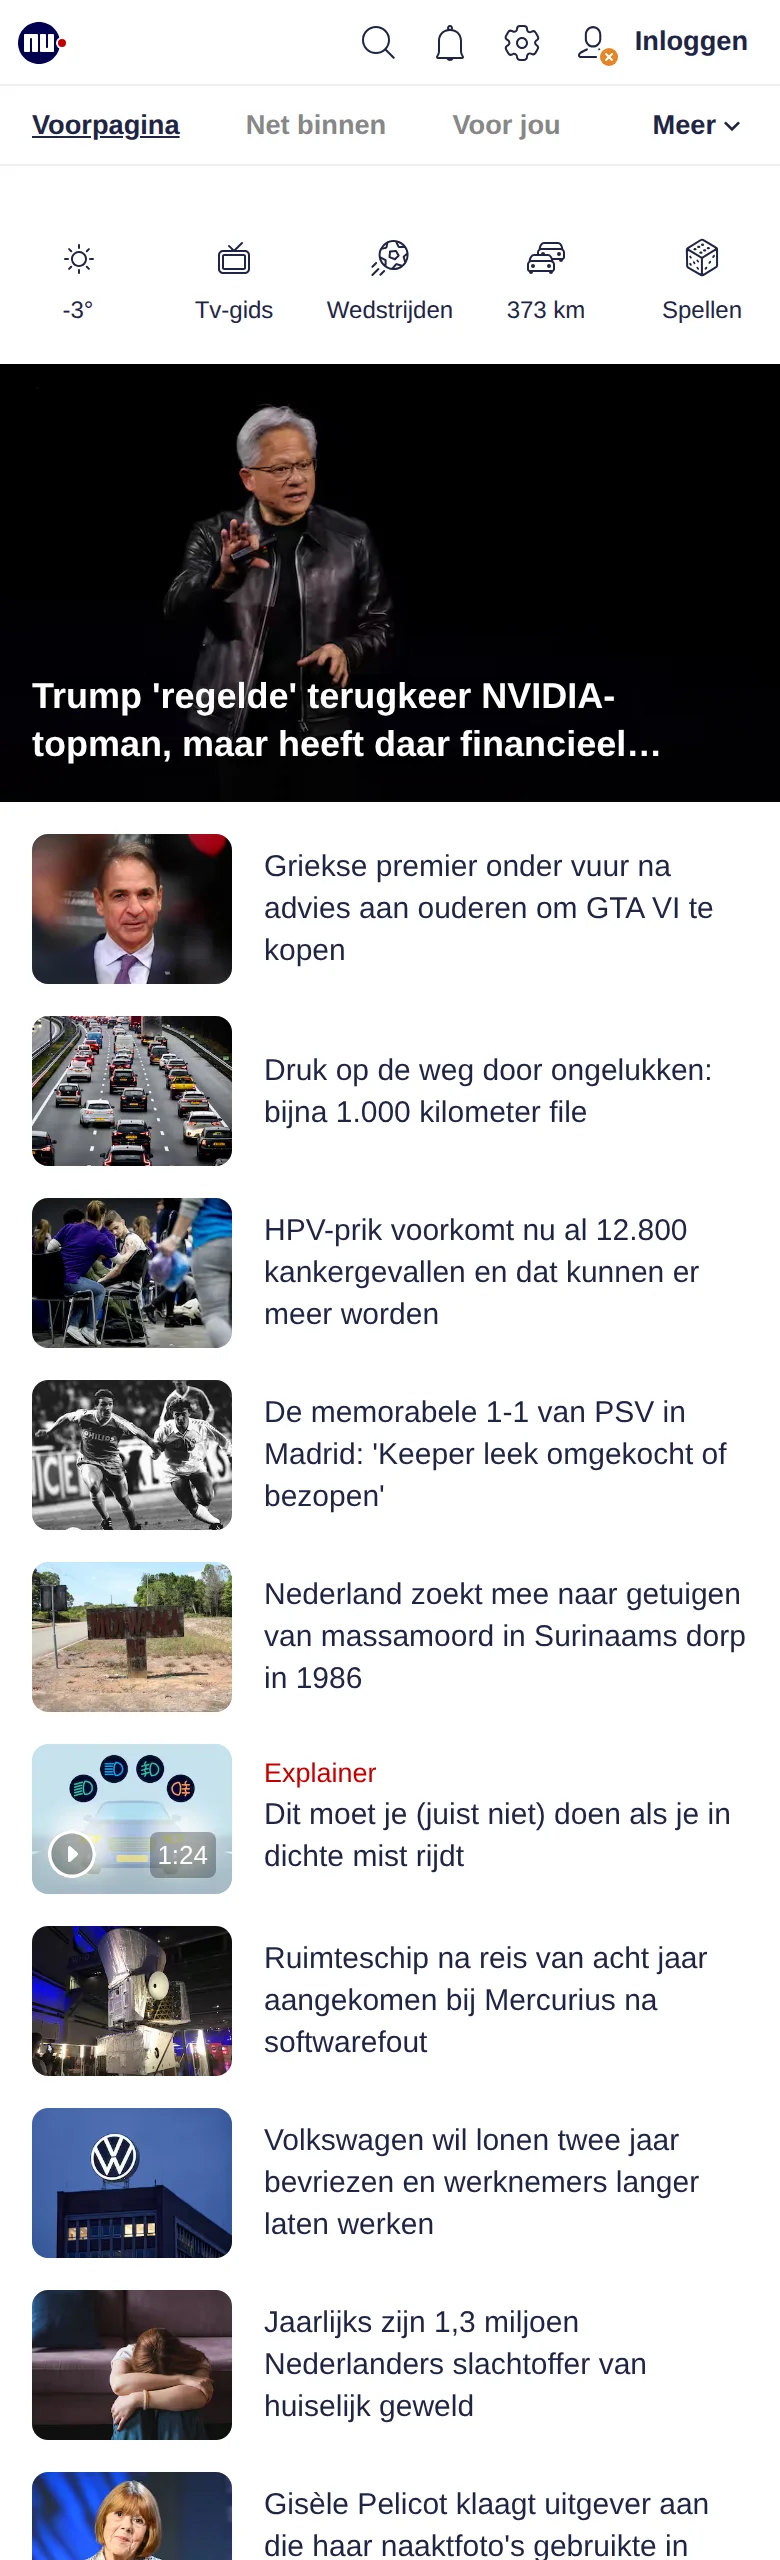 nu
Inloggen
Voorpagina
Net binnen
Voor jou
Meer
-3°
Tv-gids
Wedstrijden
373 km
Spellen
Trump 'regelde' terugkeer NVIDIA-
topman, maar heeft daar financieel…
Griekse premier onder vuur na
advies aan ouderen om GTA VI te
kopen
Druk op de weg door ongelukken:
bijna 1.000 kilometer file
HPV-prik voorkomt nu al 12.800
kankergevallen en dat kunnen er
meer worden
PHILIPS
De memorabele 1-1 van PSV in
Madrid: 'Keeper leek omgekocht of
bezopen'
Nederland zoekt mee naar getuigen
van massamoord in Surinaams dorp
in 1986
1:24
Explainer
Dit moet je (juist niet) doen als je in
dichte mist rijdt
Ruimteschip na reis van acht jaar
aangekomen bij Mercurius na
softwarefout
Volkswagen wil lonen twee jaar
bevriezen en werknemers langer
laten werken
Jaarlijks zijn 1,3 miljoen
Nederlanders slachtoffer van
huiselijk geweld
Gisèle Pelicot klaagt uitgever aan
die haar naaktfoto's gebruikte in